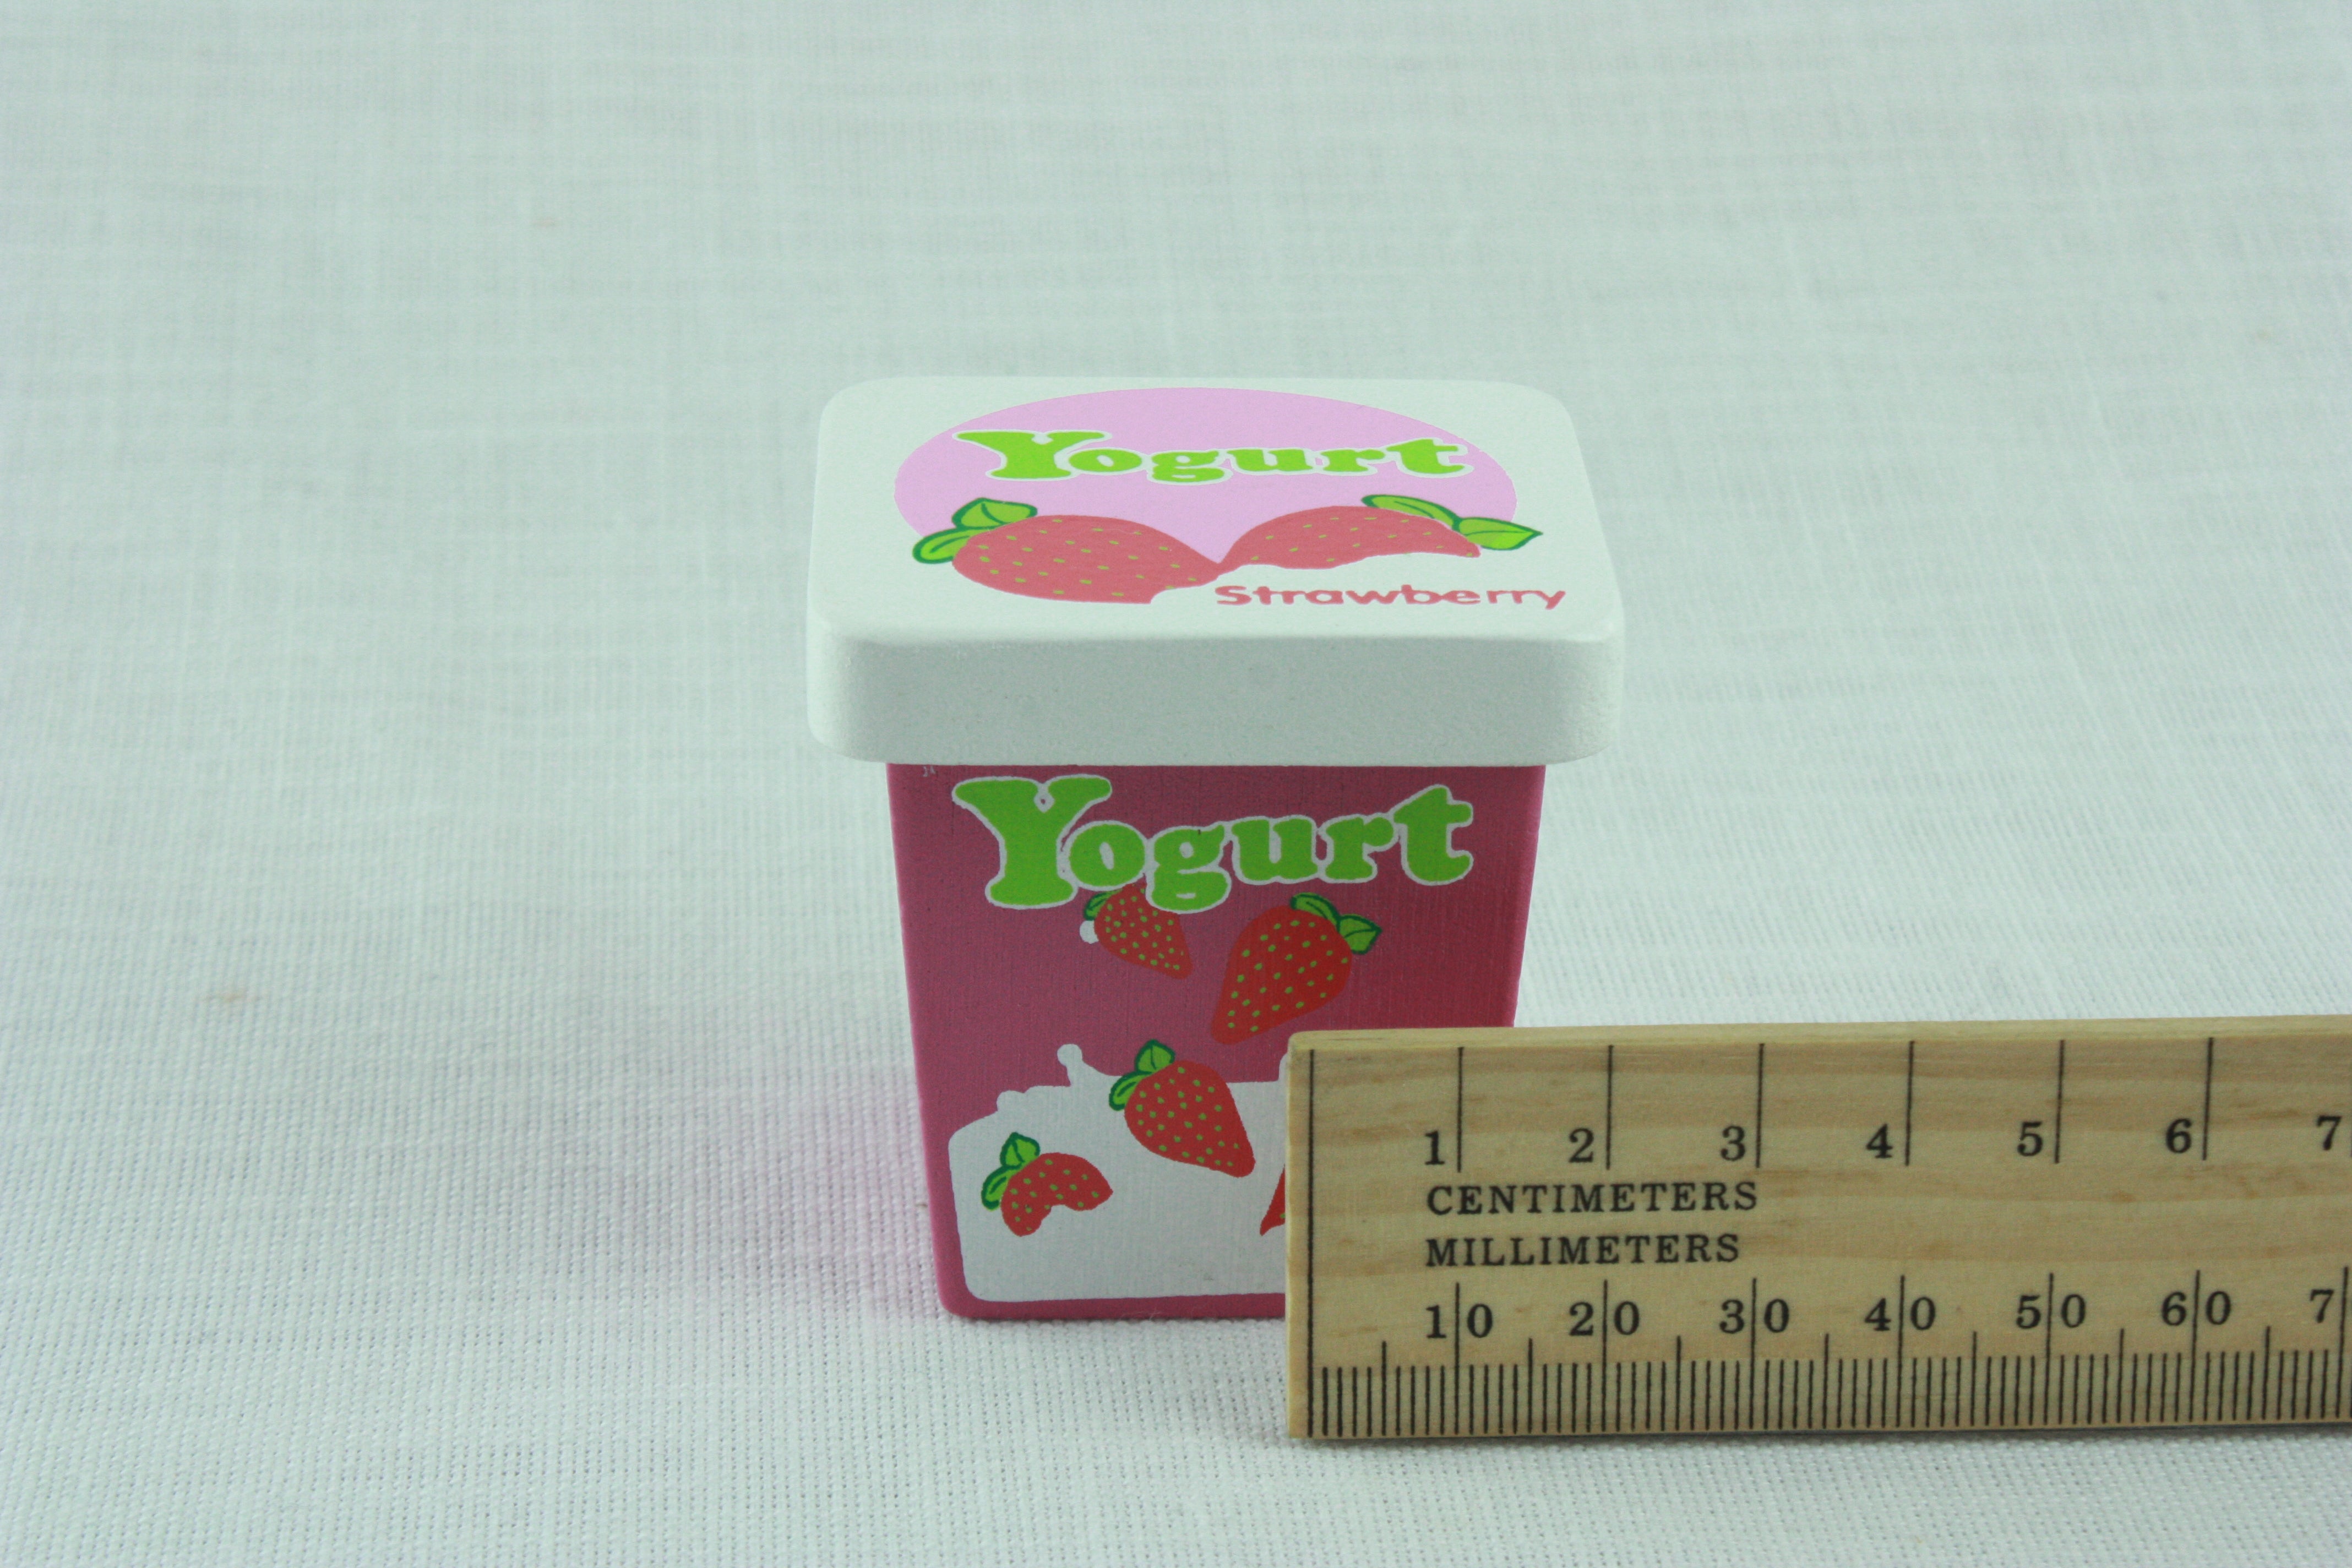 Yogurt
Strawberry
Yogurt
1 2 3 4 5 6 7
CENTIMETERS
MILLIMETERS
10 20 30 40 50 60 7